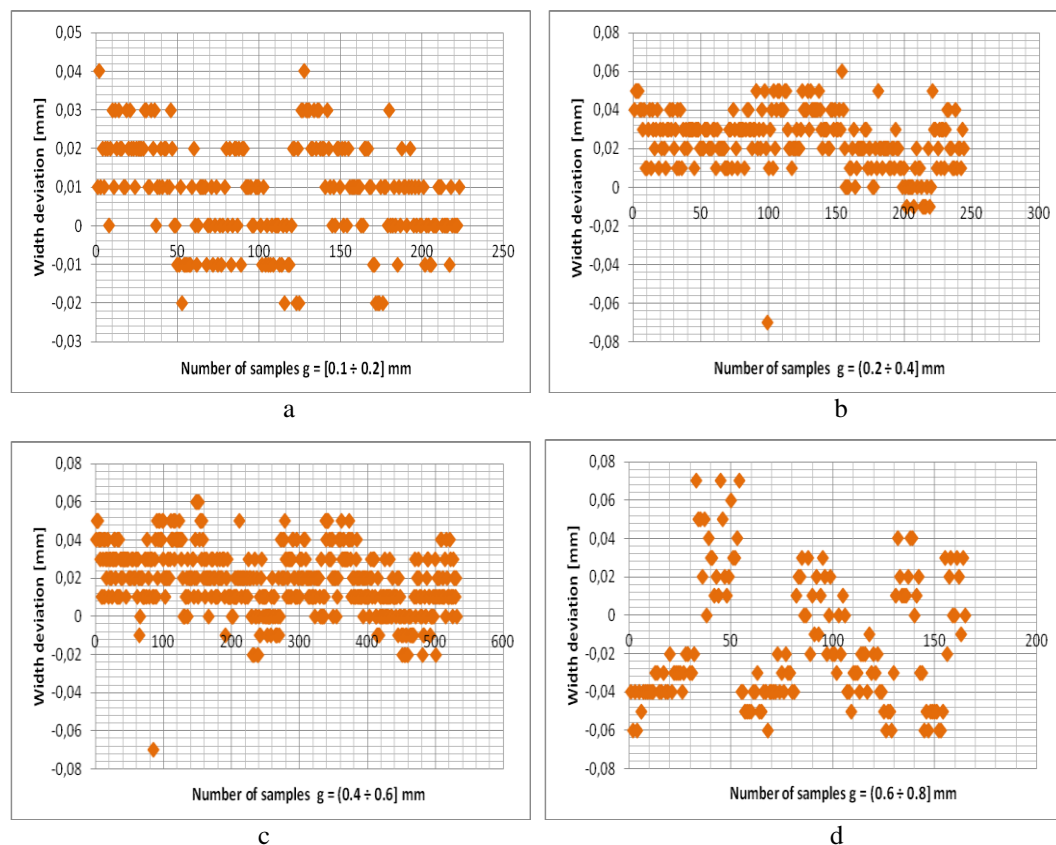 0,05
0,04
0,03
0,02
0,01
0
-0,01
-0,02
-0,03
0 50 100 150 200 250
Width deviation [mm]
Number of samples g = [0.1 ÷ 0.2] mm
a
0,08
0,06
0,04
0,02
0
-0,02
-0,04
-0,06
-0,08
0 50 100 150 200 250 300
Width deviation [mm]
Number of samples g = (0.2 ÷ 0.4] mm
b
0,08
0,06
0,04
0,02
0
-0,02
-0,04
-0,06
-0,08
0 100 200 300 400 500 600
Width deviation [mm]
Number of samples g = (0.4 ÷ 0.6] mm
c
0,08
0,06
0,04
0,02
0
-0,02
-0,04
-0,06
-0,08
0 50 100 150 200
Width deviation [mm]
Number of samples g = (0.6 ÷ 0.8] mm
d